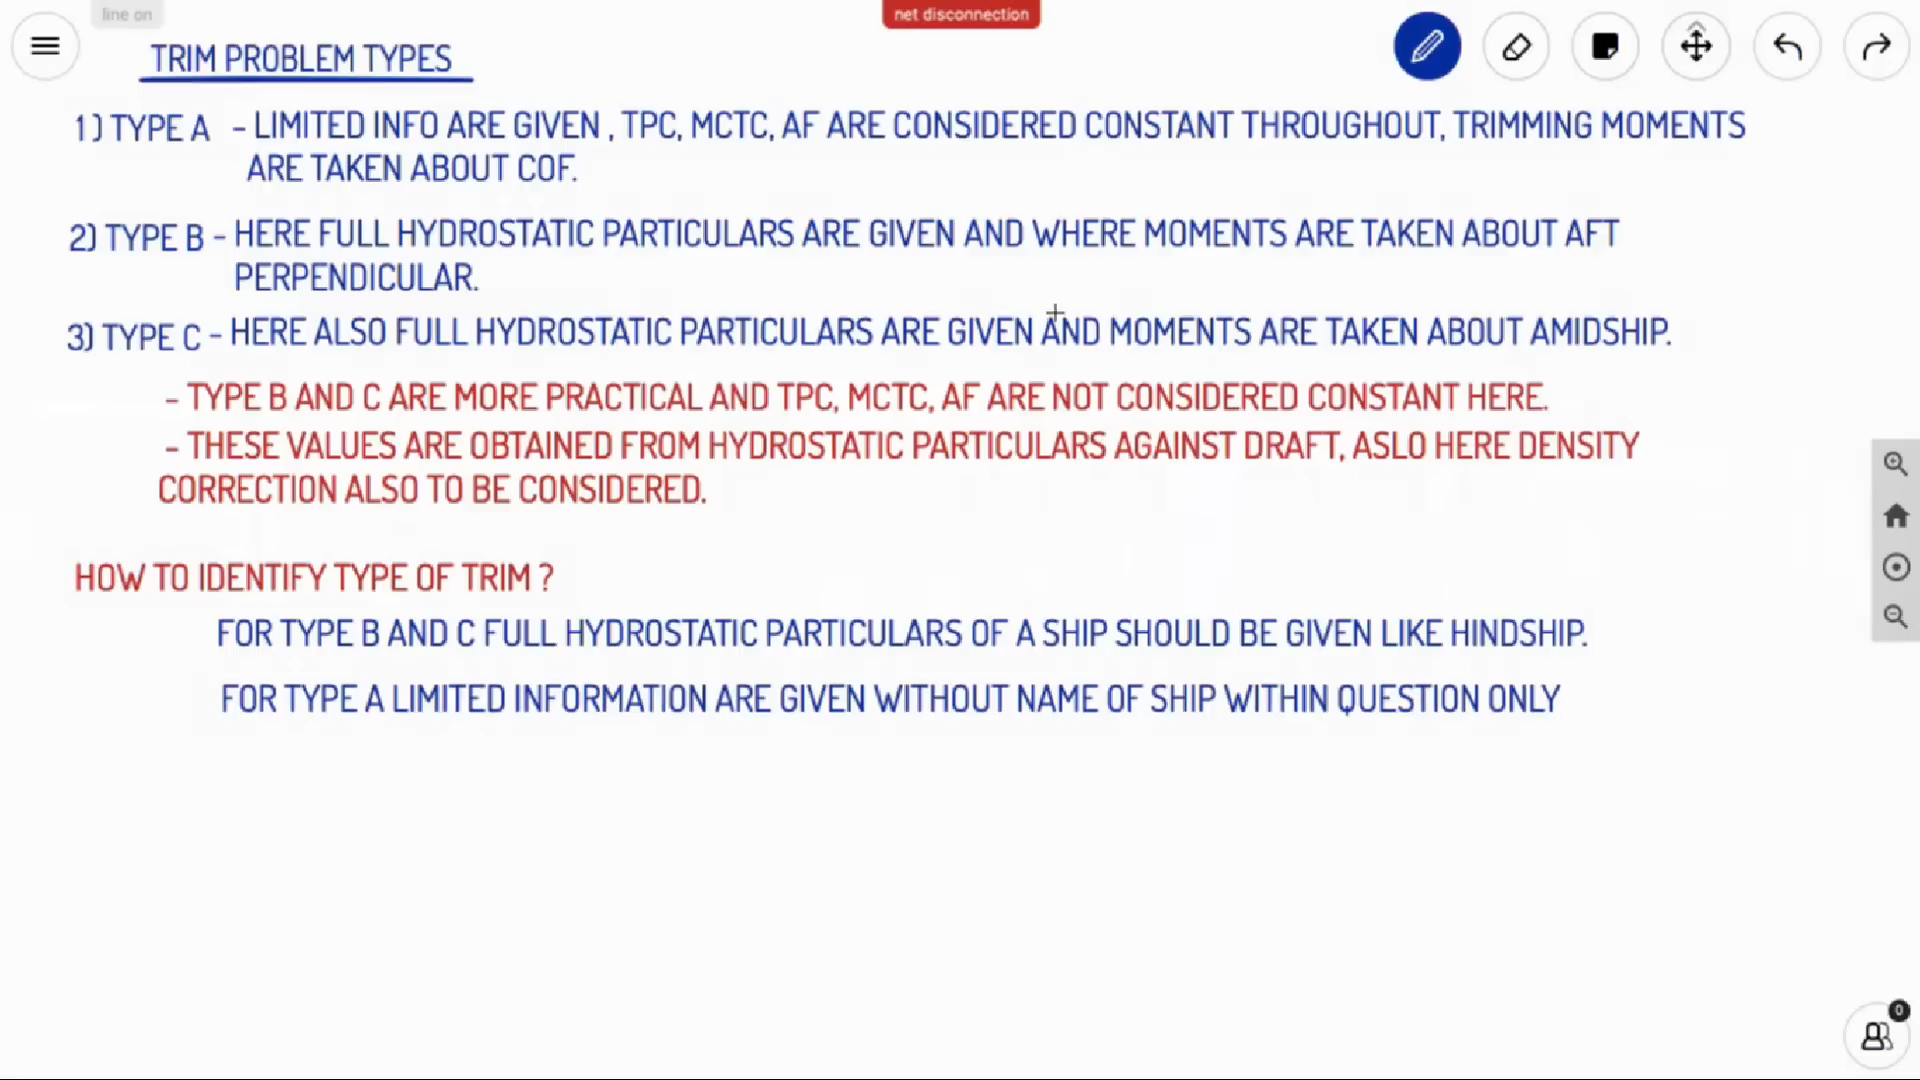 line on
net disconnection
TRIM PROBLEM TYPES
1) TYPE A - LIMITED INFO ARE GIVEN , TPC, MCTC, AF ARE CONSIDERED CONSTANT THROUGHOUT, TRIMMING MOMENTS
ARE TAKEN ABOUT COF.
2) TYPE B - HERE FULL HYDROSTATIC PARTICULARS ARE GIVEN AND WHERE MOMENTS ARE TAKEN ABOUT AFT
PERPENDICULAR.
3) TYPE C - HERE ALSO FULL HYDROSTATIC PARTICULARS ARE GIVEN AND MOMENTS ARE TAKEN ABOUT AMIDSHIP.
- TYPE B AND C ARE MORE PRACTICAL AND TPC, MCTC, AF ARE NOT CONSIDERED CONSTANT HERE.
- THESE VALUES ARE OBTAINED FROM HYDROSTATIC PARTICULARS AGAINST DRAFT, ASLO HERE DENSITY
CORRECTION ALSO TO BE CONSIDERED.
HOW TO IDENTIFY TYPE OF TRIM ?
FOR TYPE B AND C FULL HYDROSTATIC PARTICULARS OF A SHIP SHOULD BE GIVEN LIKE HINDSHIP.
FOR TYPE A LIMITED INFORMATION ARE GIVEN WITHOUT NAME OF SHIP WITHIN QUESTION ONLY
0